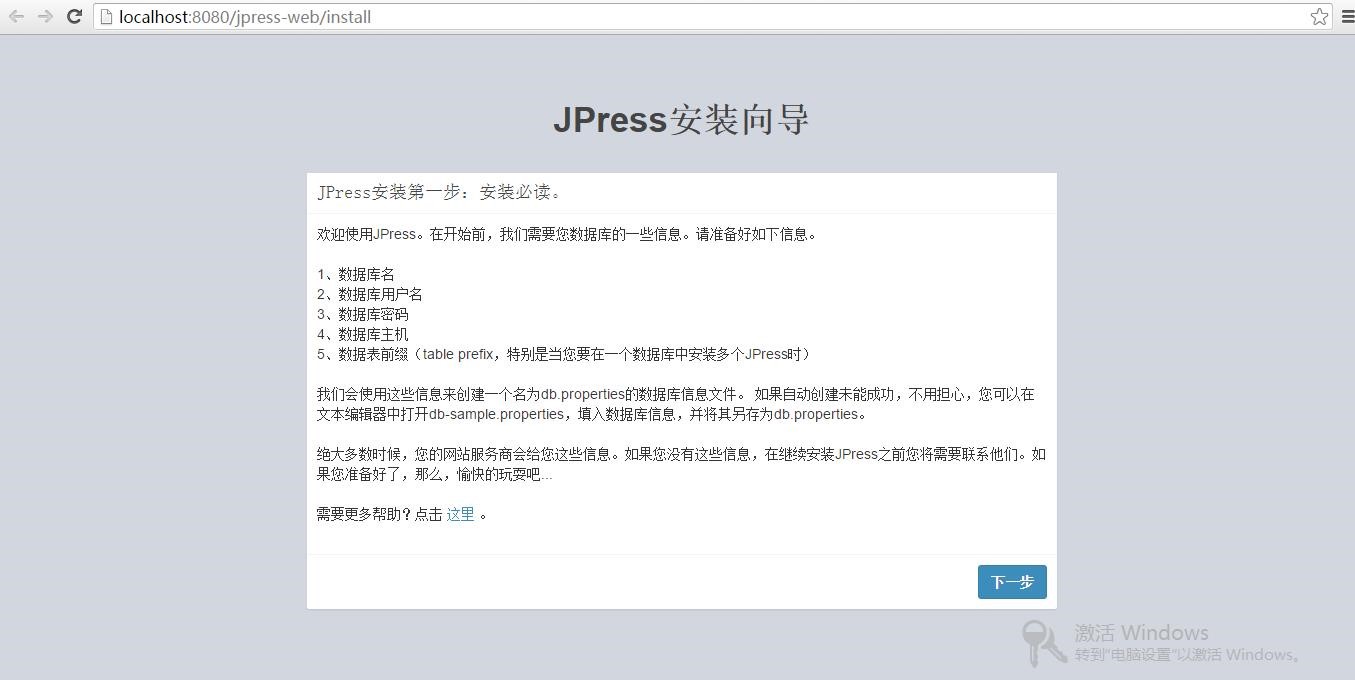 localhost:8080/jpress-web/install
JPress安装向导
JPress安装第一步：安装必读。
欢迎使用JPress。在开始前，我们需要您数据库的一些信息。请准备好如下信息。
1、数据库名
2、数据库用户名
3、数据库密码
4、数据库主机
5、数据表前缀（table prefix，特别是当您要在一个数据库中安装多个JPress时）
我们会使用这些信息来创建一个名为db.properties的数据库信息文件。 如果自动创建未能成功，不用担心，您可以在
文本编辑器中打开db-sample.properties，填入数据库信息，并将其另存为db.properties。
绝大多数时候，您的网站服务商会给您这些信息。如果您没有这些信息，在继续安装JPress之前您将需要联系他们。如
果您准备好了，那么，愉快的玩耍吧...
需要更多帮助？点击 这里 。
下一步
激活 Windows
转到"电脑设置"以激活 Windows。